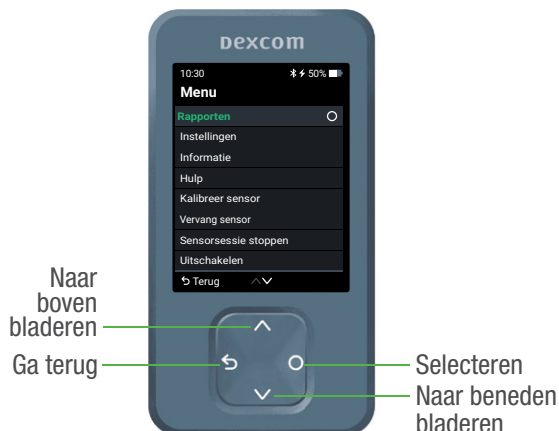 Dexcom
10:30 50%
Menu
Rapporten
Instellingen
Informatie
Hulp
Kalibreer sensor
Vervang sensor
Sensorsessie stoppen
Uitschakelen
Terug
Naar
boven
bladeren
Ga terug
Selecteren
Naar beneden
bladeren